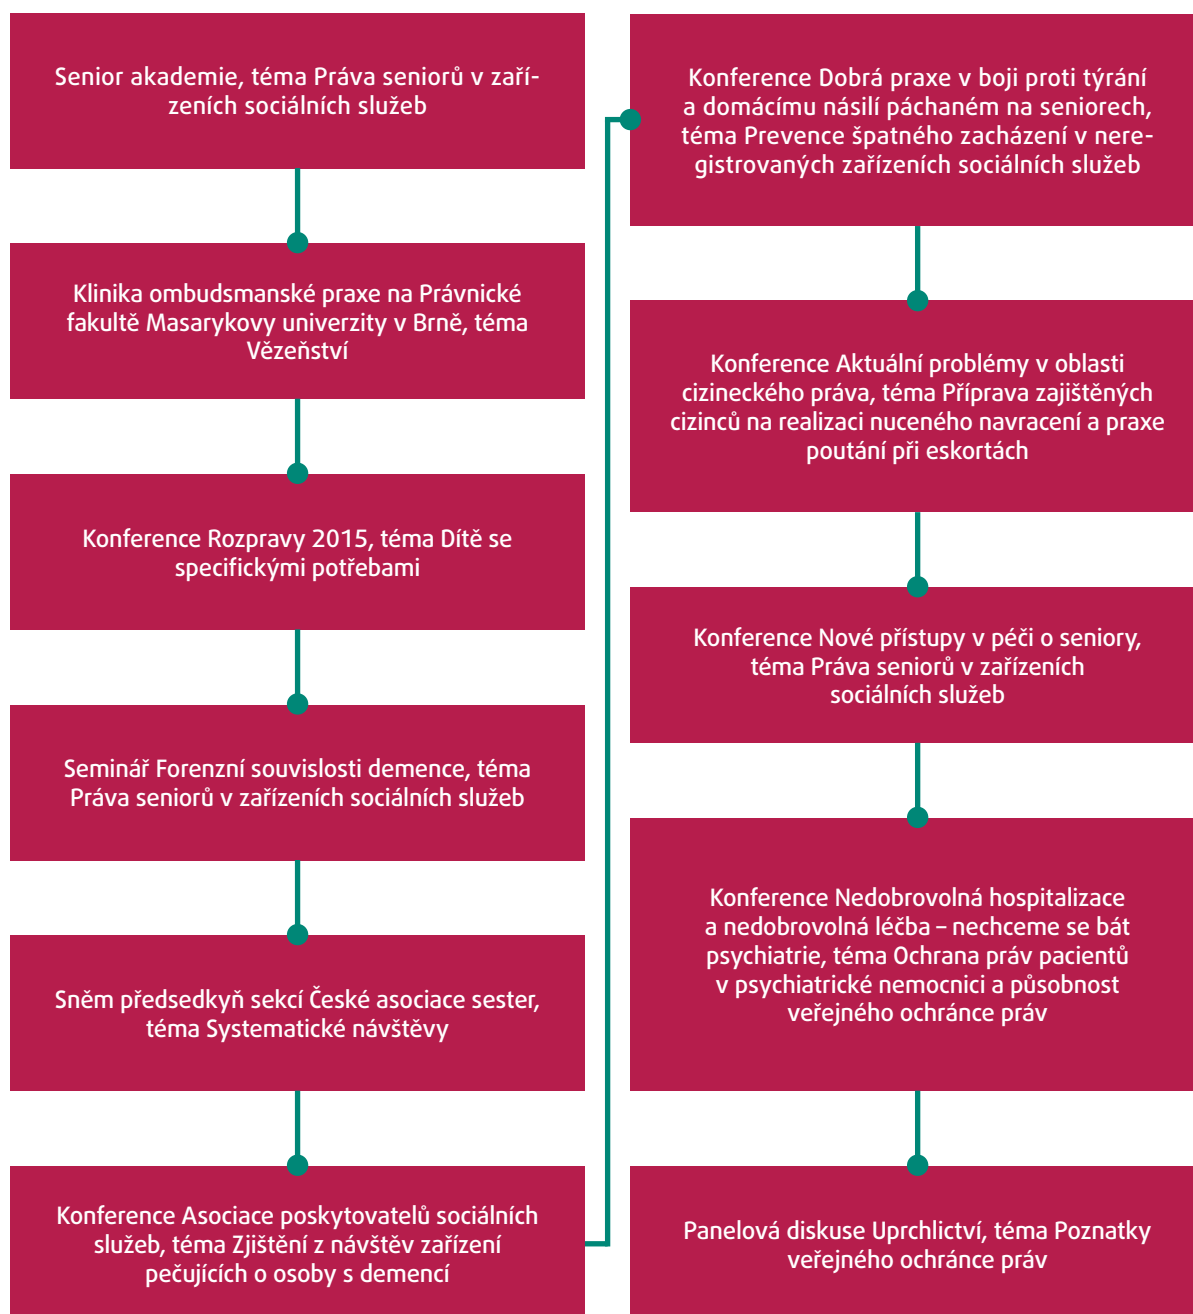 Senior akademie, téma Práva seniorů v zaří-
zeních sociálních služeb
Klinika ombudsmanské praxe na Právnické
fakultě Masarykovy univerzity v Brně, téma
Vězeňství
Konference Rozpravy 2015, téma Dítě se
specifickými potřebami
Seminář Forenzní souvislosti demence, téma
Práva seniorů v zařízeních sociálních služeb
Sněm předsedkyň sekcí České asociace sester,
téma Systematické návštěvy
Konference Asociace poskytovatelů sociálních
služeb, téma Zjištění z návštěv zařízení
pečujících o osoby s demencí
Konference Dobrá praxe v boji proti týrání
a domácímu násilí páchaném na seniorech,
téma Prevence špatného zacházení v nere-
gistrovaných zařízeních sociálních služeb
Konference Aktuální problémy v oblasti
cizineckého práva, téma Příprava zajištěných
cizinců na realizaci nuceného navracení a praxe
poutání při eskortách
Konference Nové přístupy v péči o seniory,
téma Práva seniorů v zařízeních
sociálních služeb
Konference Nedobrovolná hospitalizace
a nedobrovolná léčba – nechceme se bát
psychiatrie, téma Ochrana práv pacientů
v psychiatrické nemocnici a působnost
veřejného ochránce práv
Panelová diskuse Uprchlictví, téma Poznatky
veřejného ochránce práv